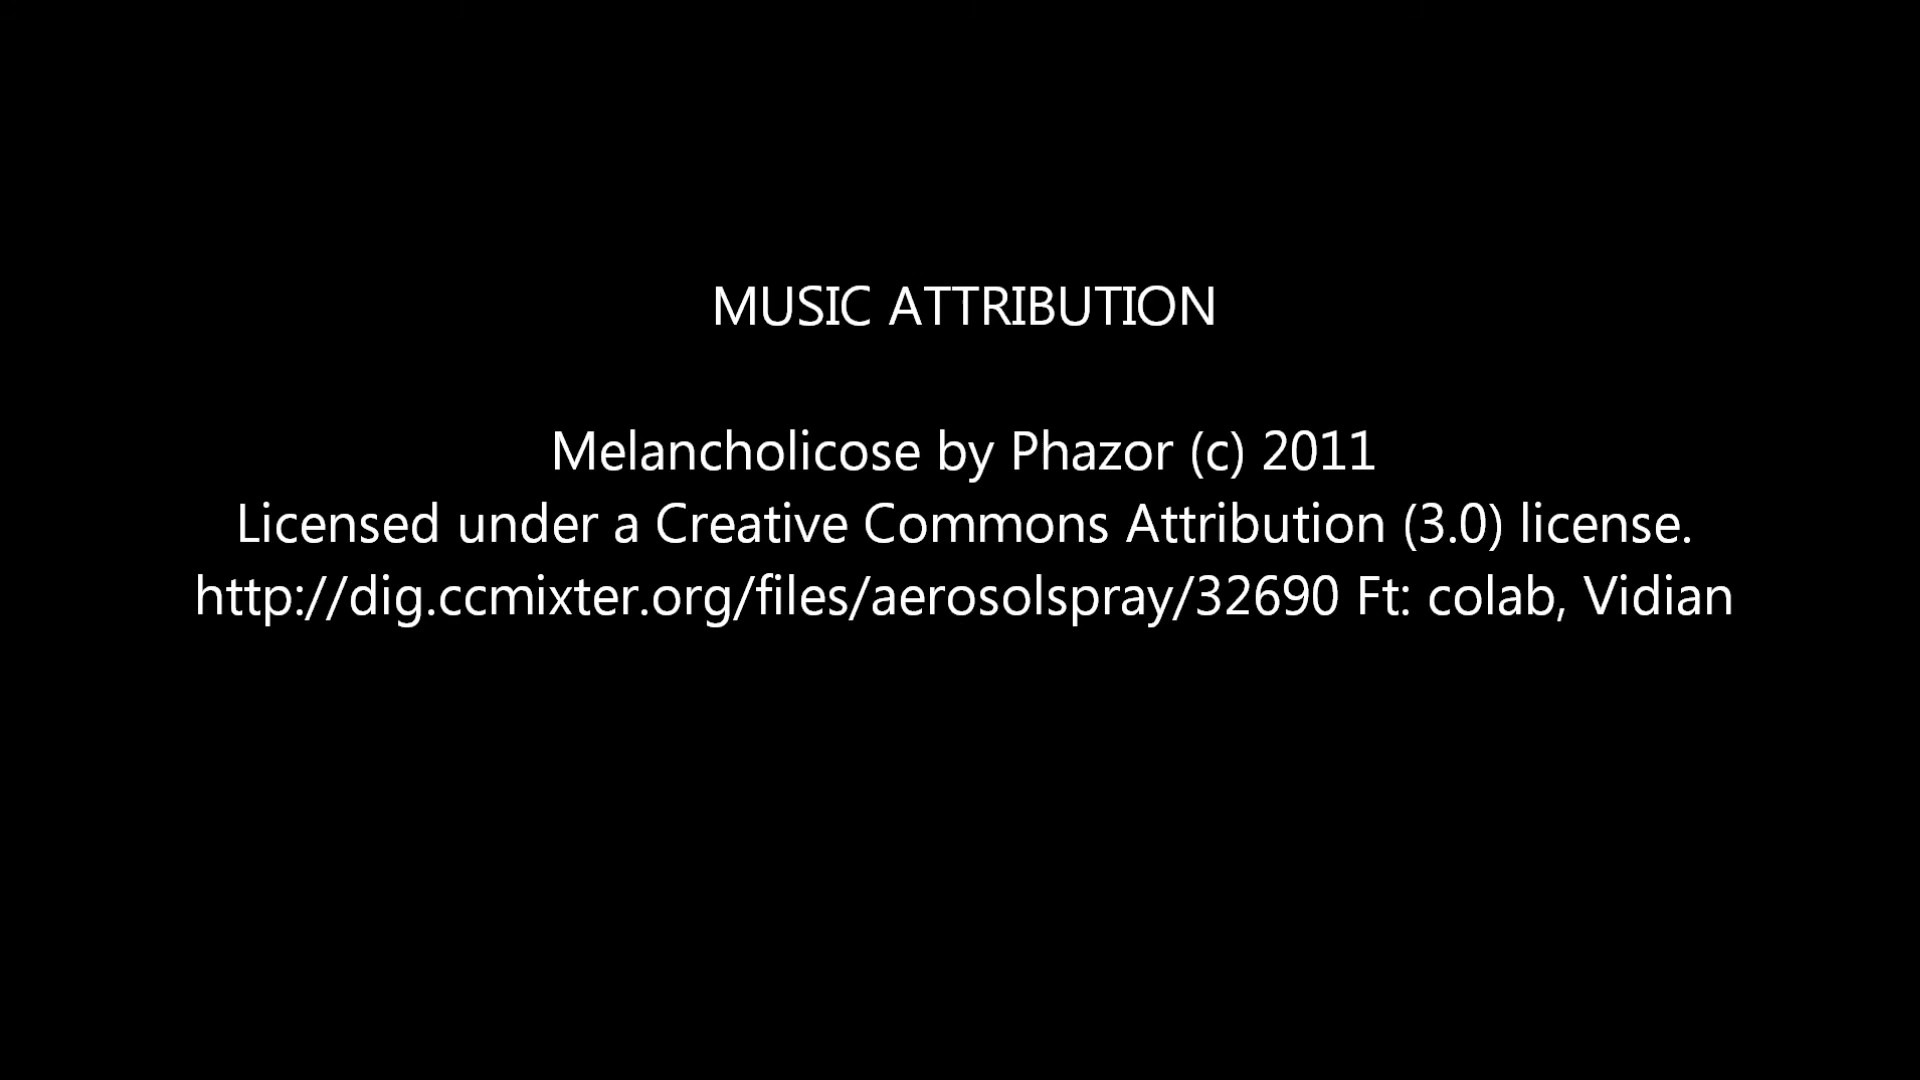 MUSIC ATTRIBUTION
Melancholicose by Phazor (c) 2011
Licensed under a Creative Commons Attribution (3.0) license.
http://dig.ccmixter.org/files/aerosolspray/32690 Ft: colab, Vidian